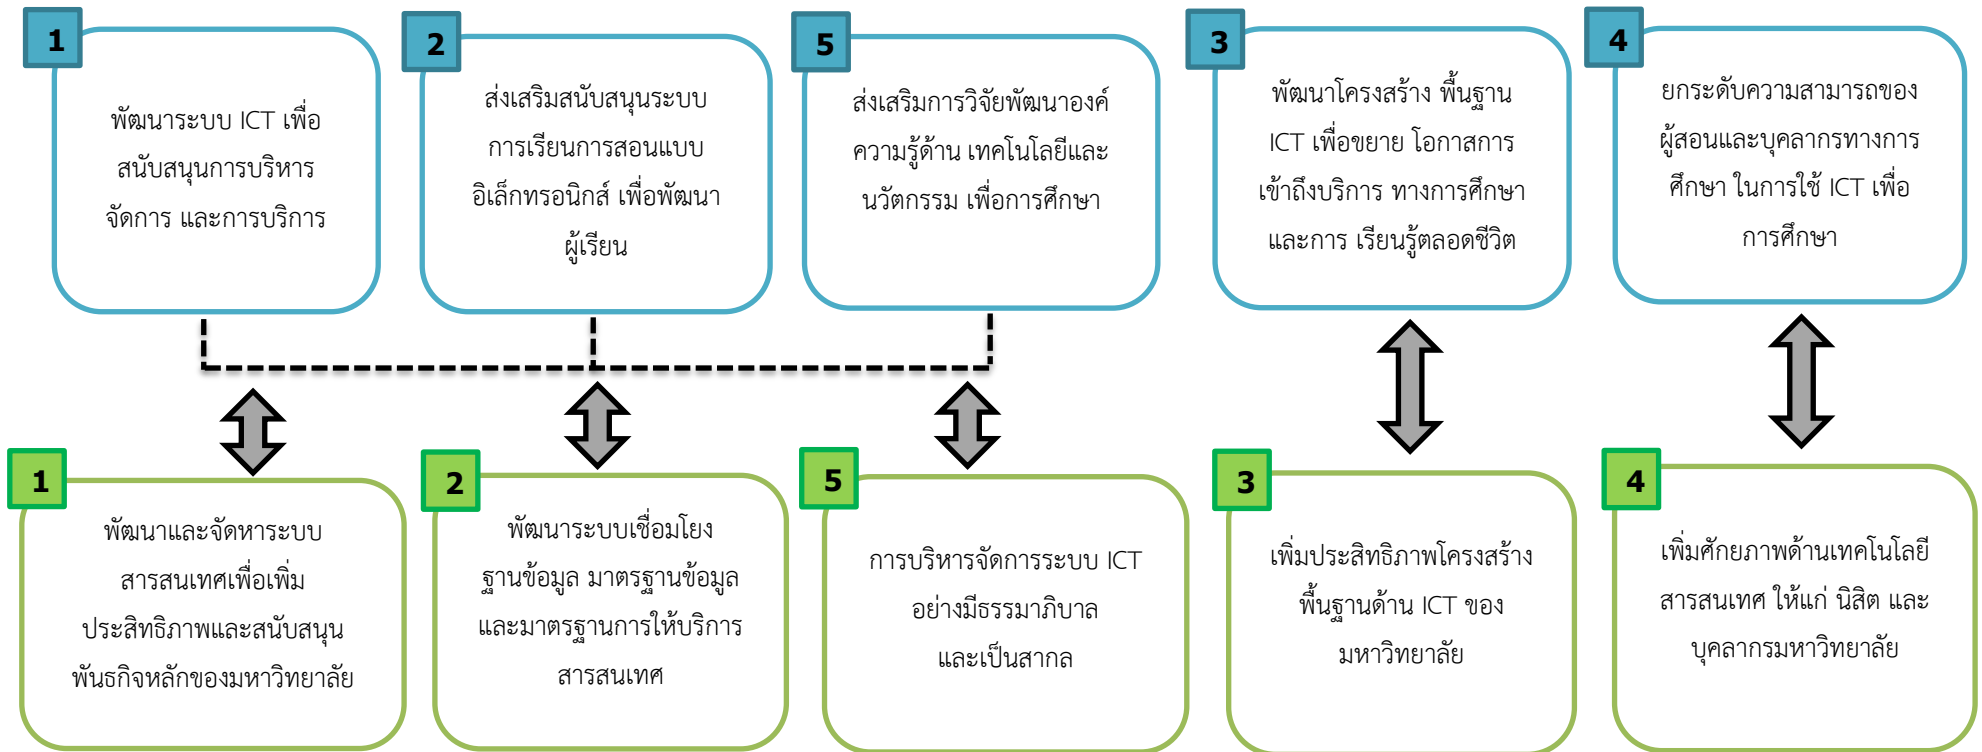 1
พัฒนาระบบ ICT เพื่อ
สนับสนุนการบริหาร
จัดการ และการบริการ
2
ส่งเสริมสนับสนุนระบบ
การเรียนการสอนแบบ
อิเล็กทรอนิกส์ เพื่อพัฒนา
ผู้เรียน
5
ส่งเสริมการวิจัยพัฒนาองค์
ความรู้ด้าน เทคโนโลยีและ
นวัตกรรม เพื่อการศึกษา
3
พัฒนาโครงสร้าง พื้นฐาน
ICT เพื่อขยาย โอกาสการ
เข้าถึงบริการ ทางการศึกษา
และการ เรียนรู้ตลอดชีวิต
4
ยกระดับความสามารถของ
ผู้สอนและบุคลากรทางการ
ศึกษา ในการใช้ ICT เพื่อ
การศึกษา
1
พัฒนาและจัดหาระบบ
สารสนเทศเพื่อเพิ่ม
ประสิทธิภาพและสนับสนุน
พันธกิจหลักของมหาวิทยาลัย
2
พัฒนาระบบเชื่อมโยง
ฐานข้อมูล มาตรฐานข้อมูล
และมาตรฐานการให้บริการ
สารสนเทศ
5
การบริหารจัดการระบบ ICT
อย่างมีธรรมาภิบาล
และเป็นสากล
3
เพิ่มประสิทธิภาพโครงสร้าง
พื้นฐานด้าน ICT ของ
มหาวิทยาลัย
4
เพิ่มศักยภาพด้านเทคโนโลยี
สารสนเทศ ให้แก่ นิสิต และ
บุคลากรมหาวิทยาลัย